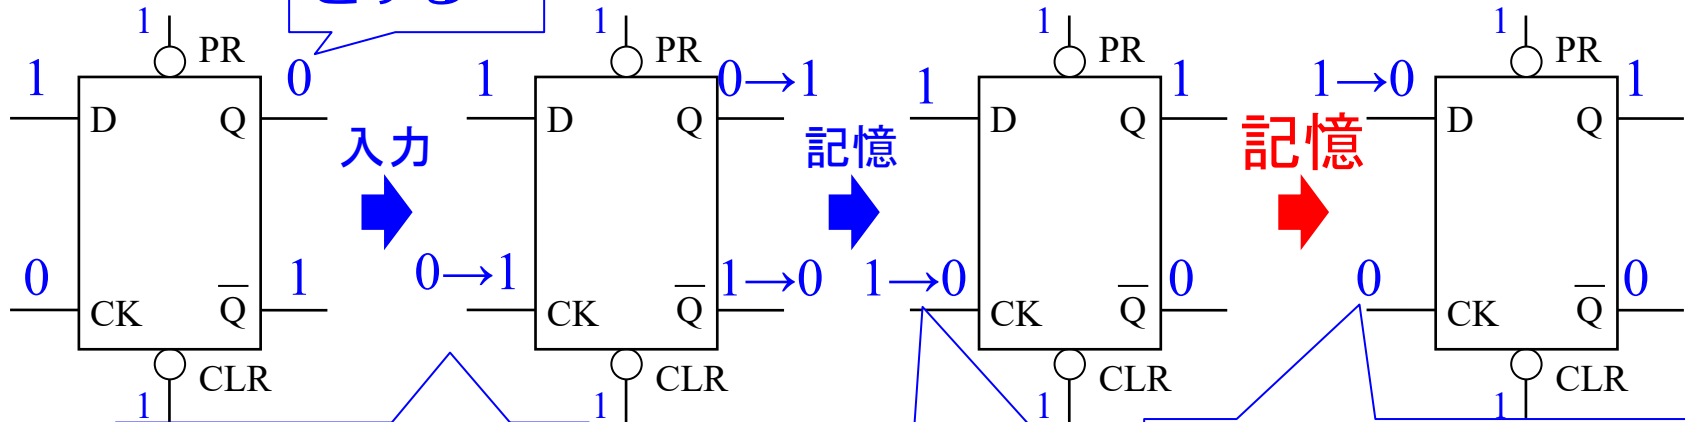 1 PR 1 PR 1 PR 1 PR
1 0 1 0→1 1 1 1→0 1
D Q D Q D Q D Q
入力 記憶 記憶
0 1 0→1 1→0 1→0 0 0 0
CK Q̅ CK Q̅ CK Q̅ CK Q̅
CLR CLR CLR CLR
1 1 1 1